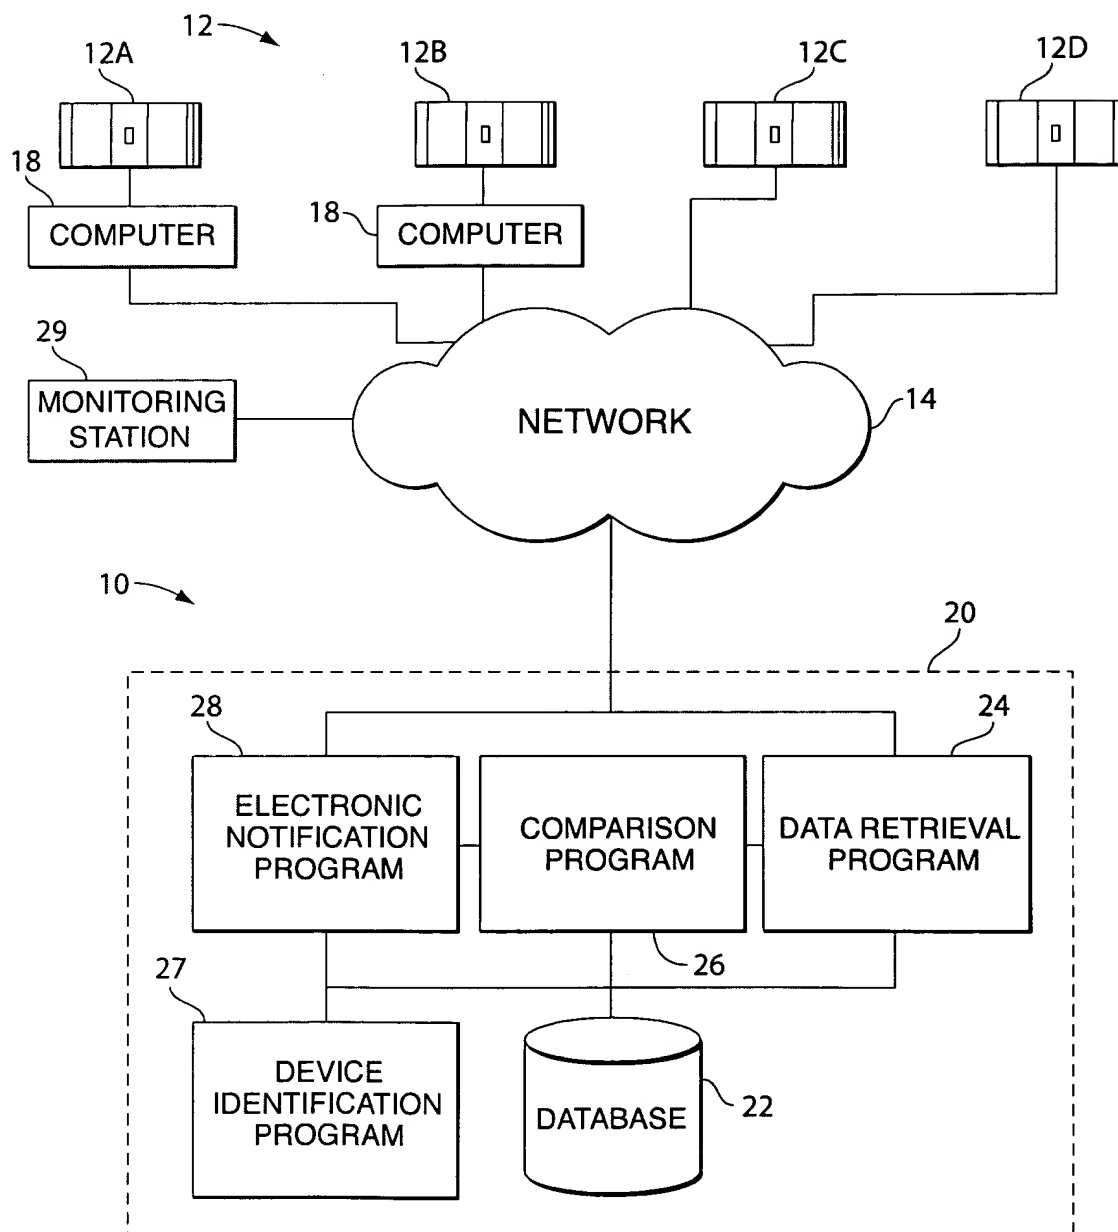 12
12A
12B
12C
12D
18
COMPUTER
18
COMPUTER
29
MONITORING
STATION
NETWORK
14
10
20
28
24
ELECTRONIC
NOTIFICATION
PROGRAM
COMPARISON
PROGRAM
DATA RETRIEVAL
PROGRAM
26
27
DEVICE
IDENTIFICATION
PROGRAM
DATABASE
22